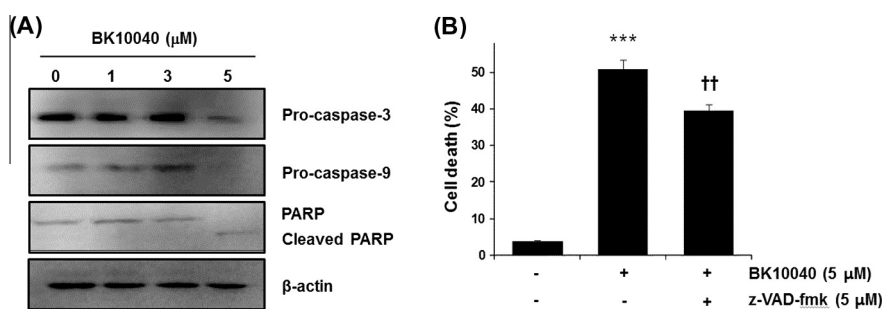 (A)
BK10040 (μM)
0 1 3 5
Pro-caspase-3
Pro-caspase-9
PARP
Cleaved PARP
β-actin
(B)
Cell death (%)
50
40
30
20
10
0
***
††
- + + BK10040 (5 μM)
- - + z-VAD-fmk (5 μM)